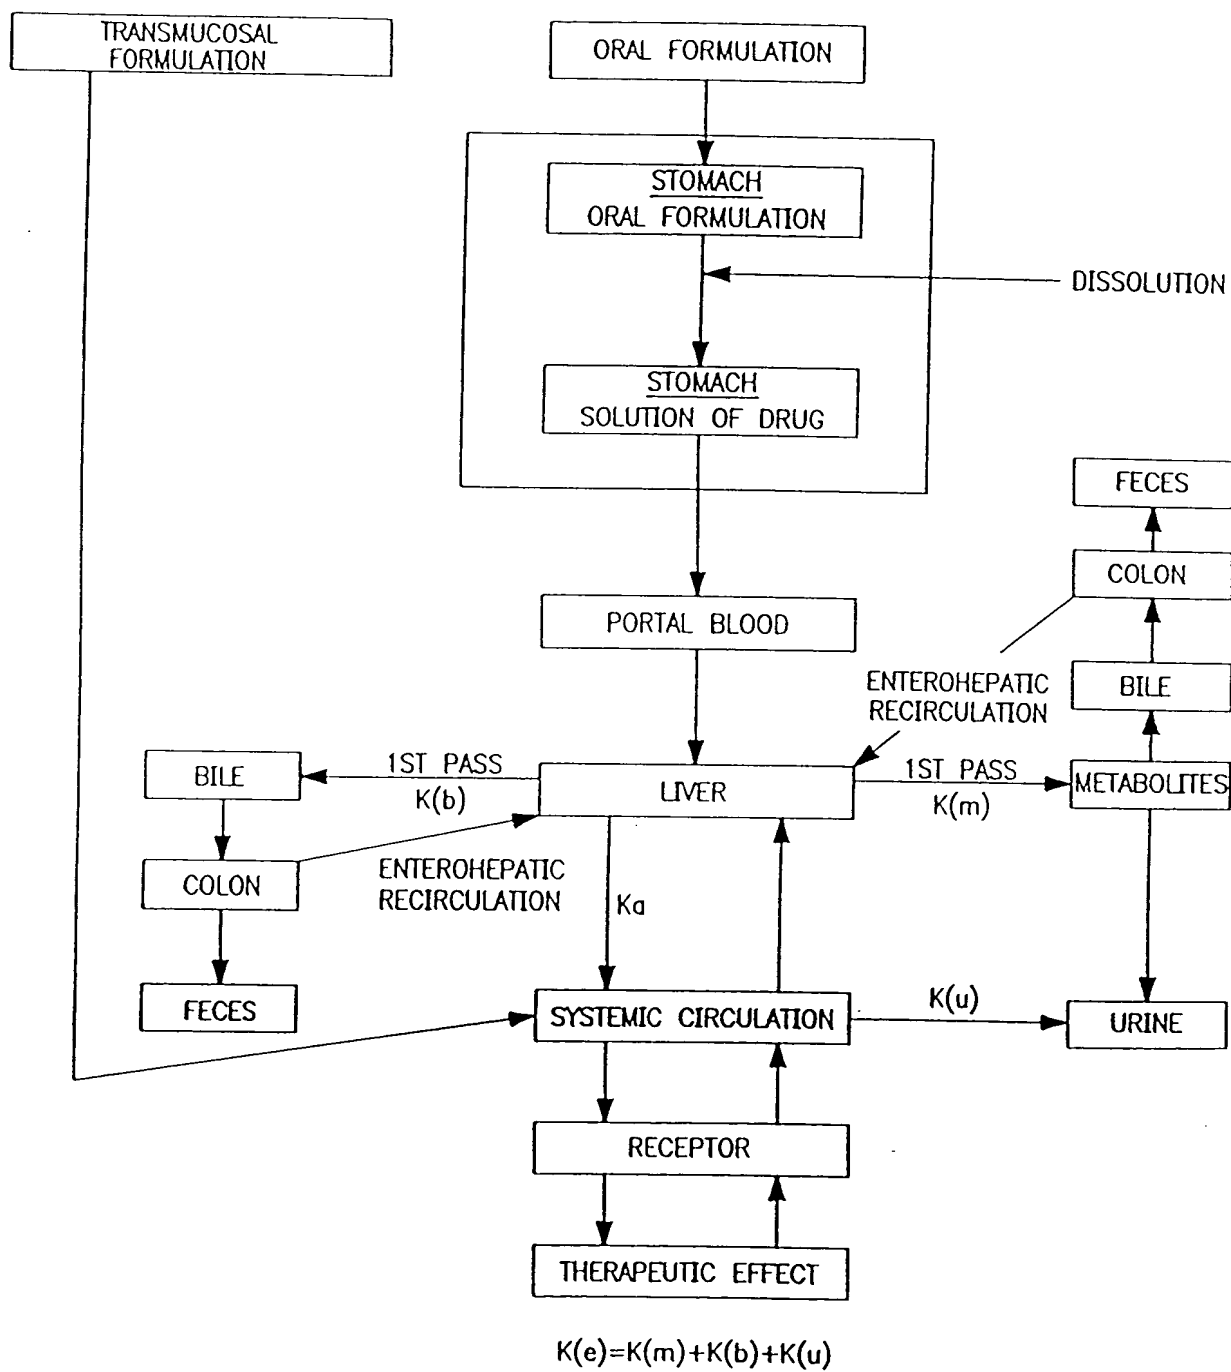 TRANSMUCOSAL
FORMULATION
ORAL FORMULATION
STOMACH
ORAL FORMULATION
DISSOLUTION
STOMACH
SOLUTION OF DRUG
FECES
COLON
PORTAL BLOOD
ENTEROHEPATIC
RECIRCULATION
BILE
BILE
1ST PASS
K(b)
LIVER
1ST PASS
K(m)
METABOLITES
COLON
ENTEROHEPATIC
RECIRCULATION
Ka
FECES
SYSTEMIC CIRCULATION
K(u)
URINE
RECEPTOR
THERAPEUTIC EFFECT
K(e)=K(m)+K(b)+K(u)